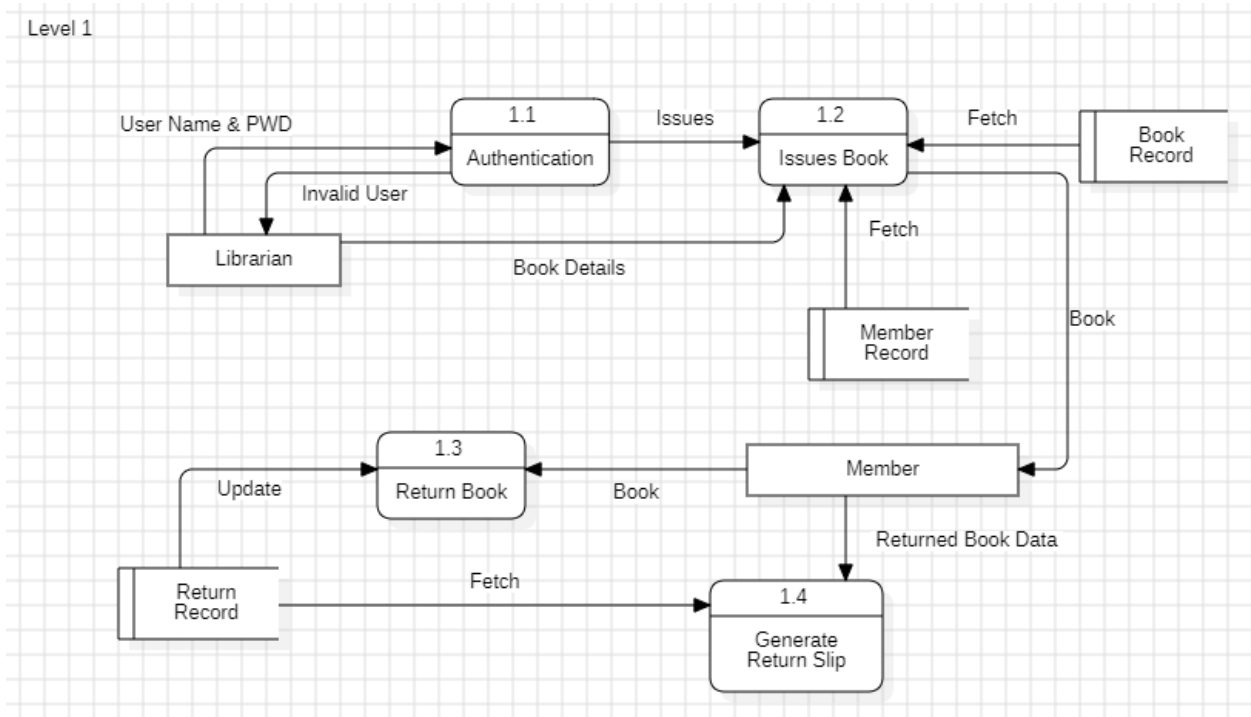 Level 1
User Name & PWD
1.1
Authentication
Issues
1.2
Issues Book
Fetch
Book
Record
Invalid User
Librarian
Book Details
Fetch
Member
Record
Book
1.3
Return Book
Update
Book
Member
Returned Book Data
Return
Record
Fetch
1.4
Generate
Return Slip